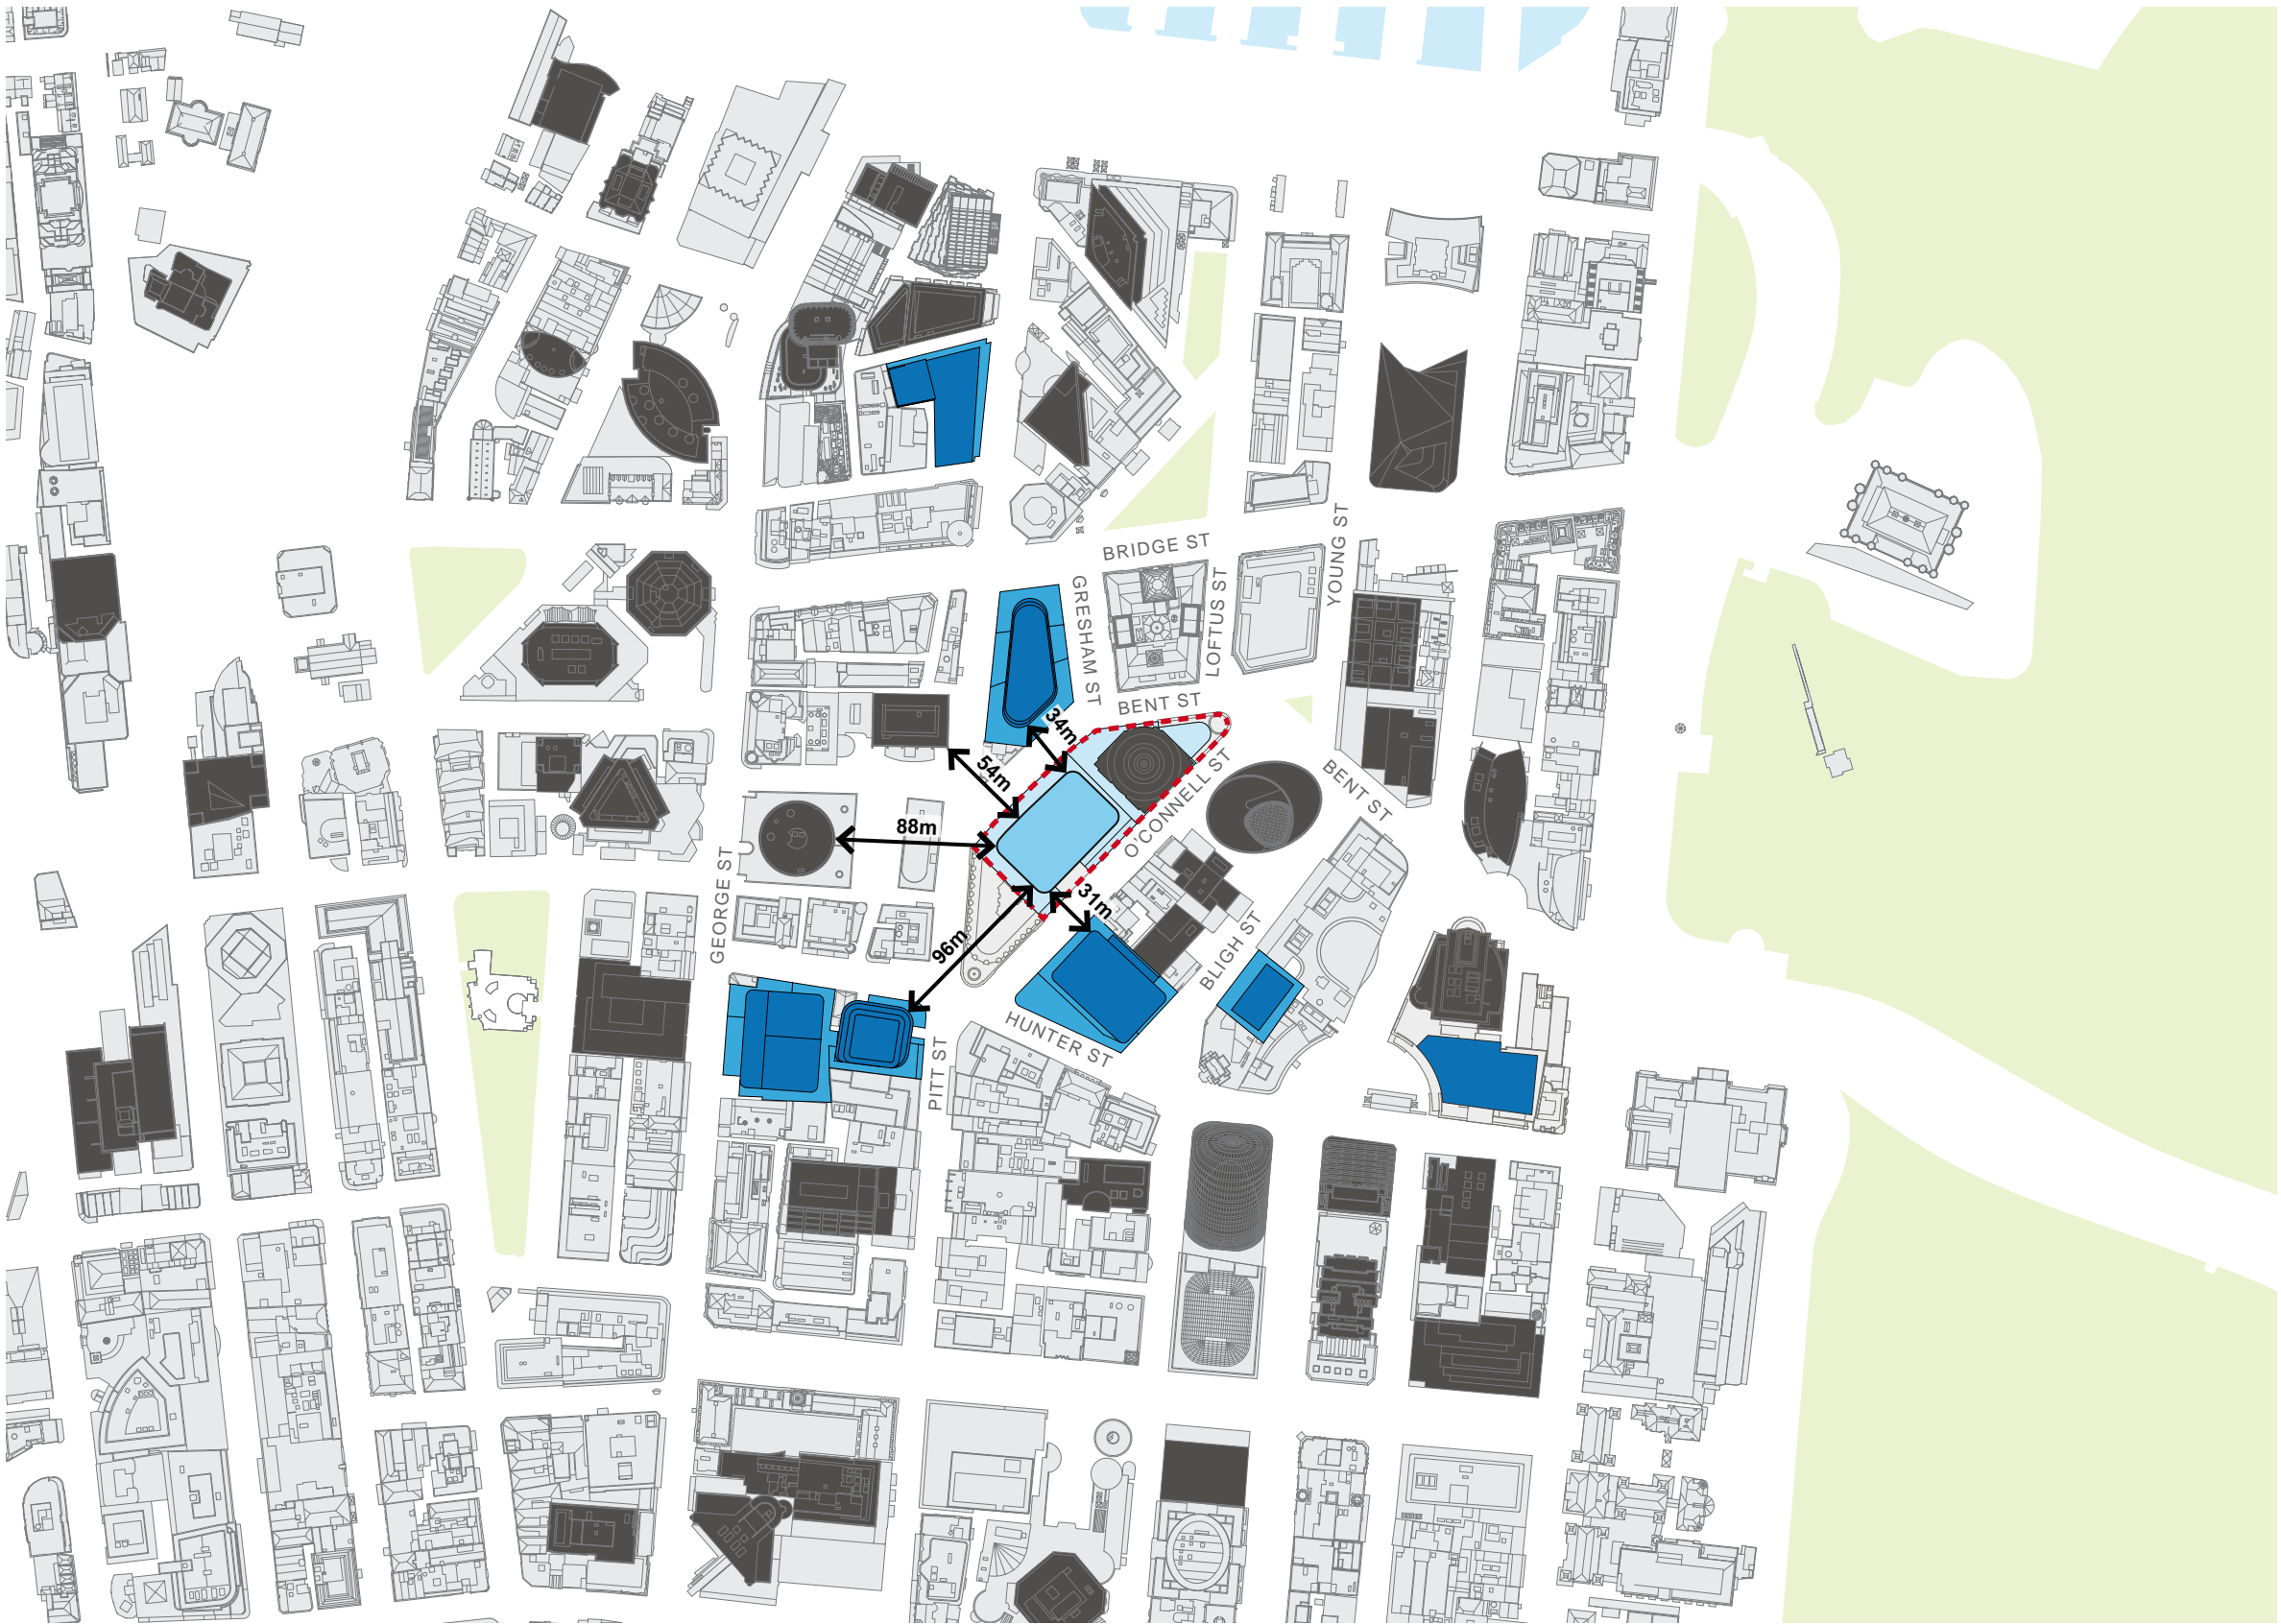 BRIDGE ST
YOUNG ST
GRESHAM ST
LOFTUS ST
BENT ST
34m
54m
O'CONNELL ST
BENT ST
88m
GEORGE ST
31m
96m
BLIGH ST
HUNTER ST
PITT ST